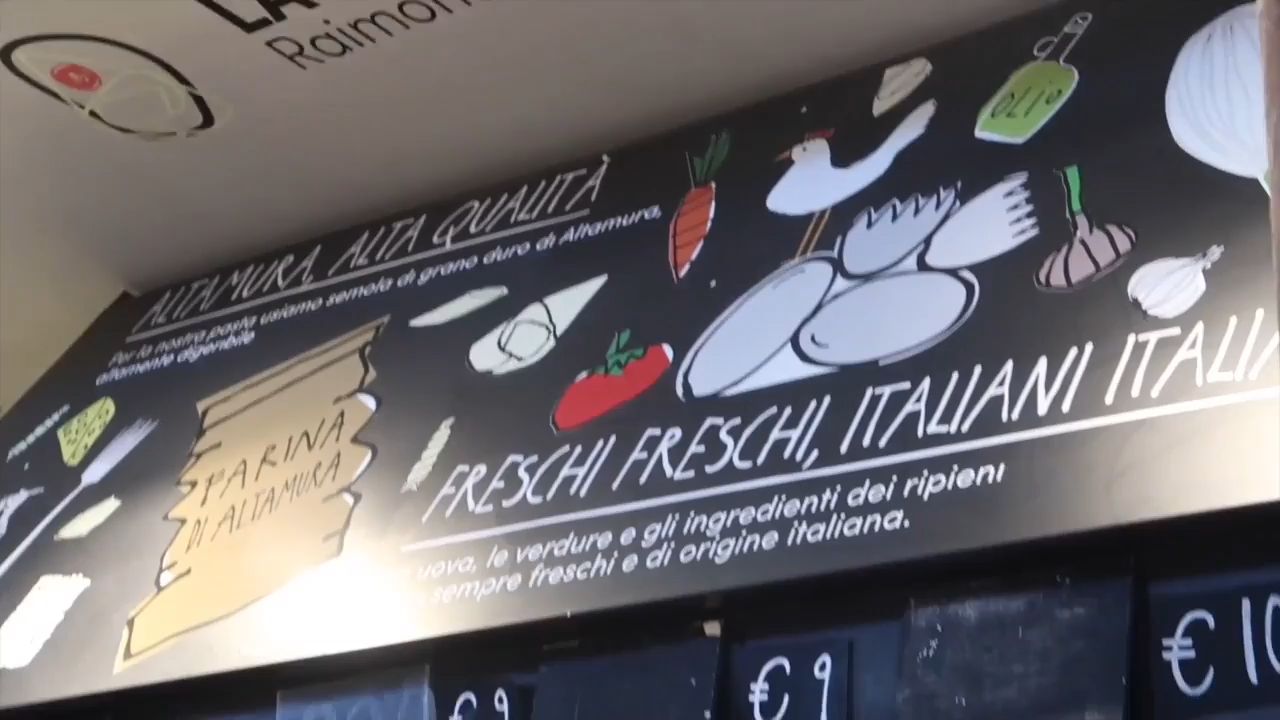 LA
Raimon
ALTAMURA, ALTA QUALITÀ
Per la nostra pasta usiamo semola di grano duro di Altamura,
altamente digeribile
OLIO
FARINA
DI ALTAMURA
FRESCHI FRESCHI, ITALIANI ITALIA
uova, le verdure e gli ingredienti dei ripieni
sempre freschi e di origine italiana.
€ 9
€ 9
€ 10